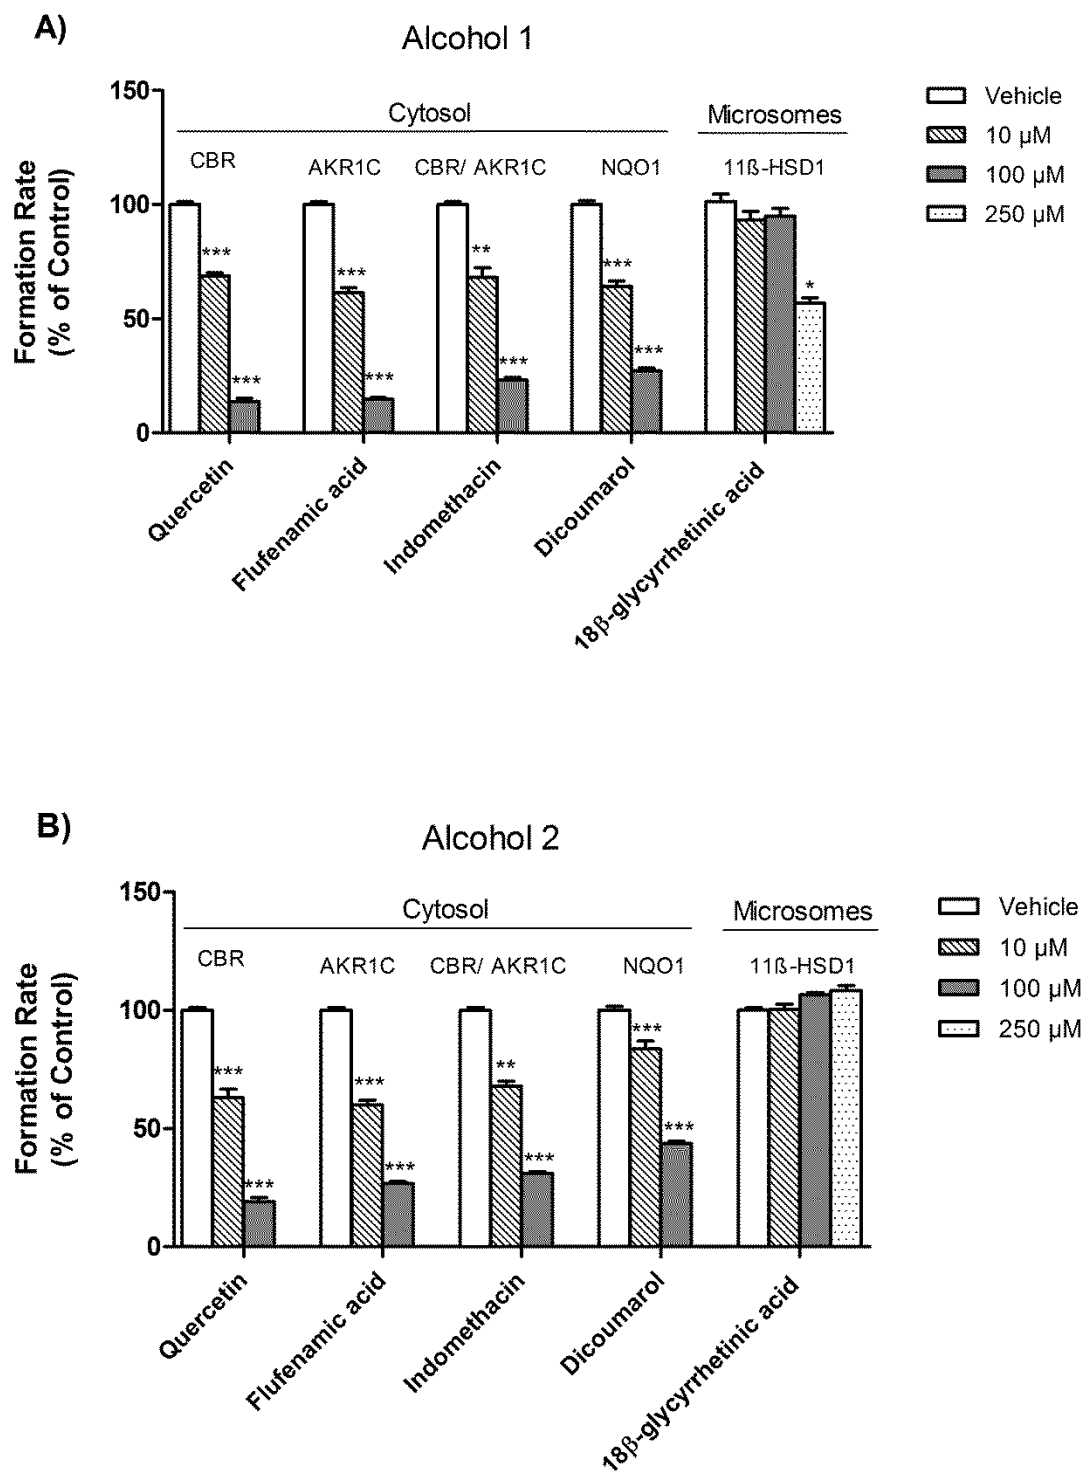 A)
Alcohol 1
150
100
50
0
Formation Rate
(% of Control)
Cytosol
Microsomes
CBR
AKR1C
CBR/ AKR1C
NQO1
11ß-HSD1
***
***
***
***
**
***
***
***
*
Quercetin
Flufenamic acid
Indomethacin
Dicoumarol
18β-glycyrrhetinic acid
Vehicle
10 µM
100 µM
250 µM
B)
Alcohol 2
150
100
50
0
Formation Rate
(% of Control)
Cytosol
Microsomes
CBR
AKR1C
CBR/ AKR1C
NQO1
11ß-HSD1
***
***
***
***
**
***
***
***
Quercetin
Flufenamic acid
Indomethacin
Dicoumarol
18β-glycyrrhetinic acid
Vehicle
10 µM
100 µM
250 µM